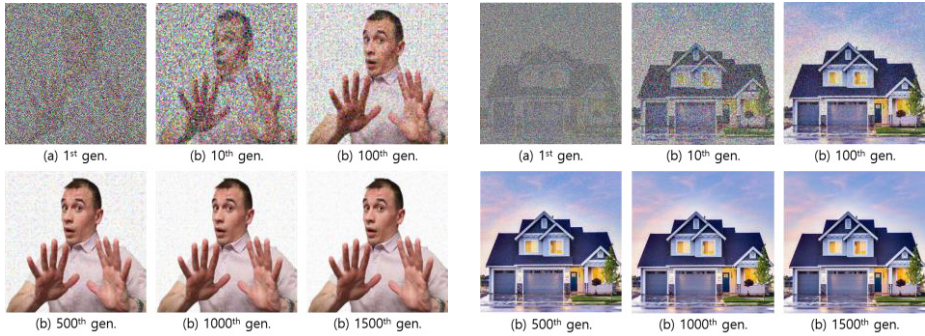 (a) 1st gen.
(b) 10th gen.
(b) 100th gen.
(b) 500th gen.
(b) 1000th gen.
(b) 1500th gen.
(a) 1st gen.
(b) 10th gen.
(b) 100th gen.
(b) 500th gen.
(b) 1000th gen.
(b) 1500th gen.